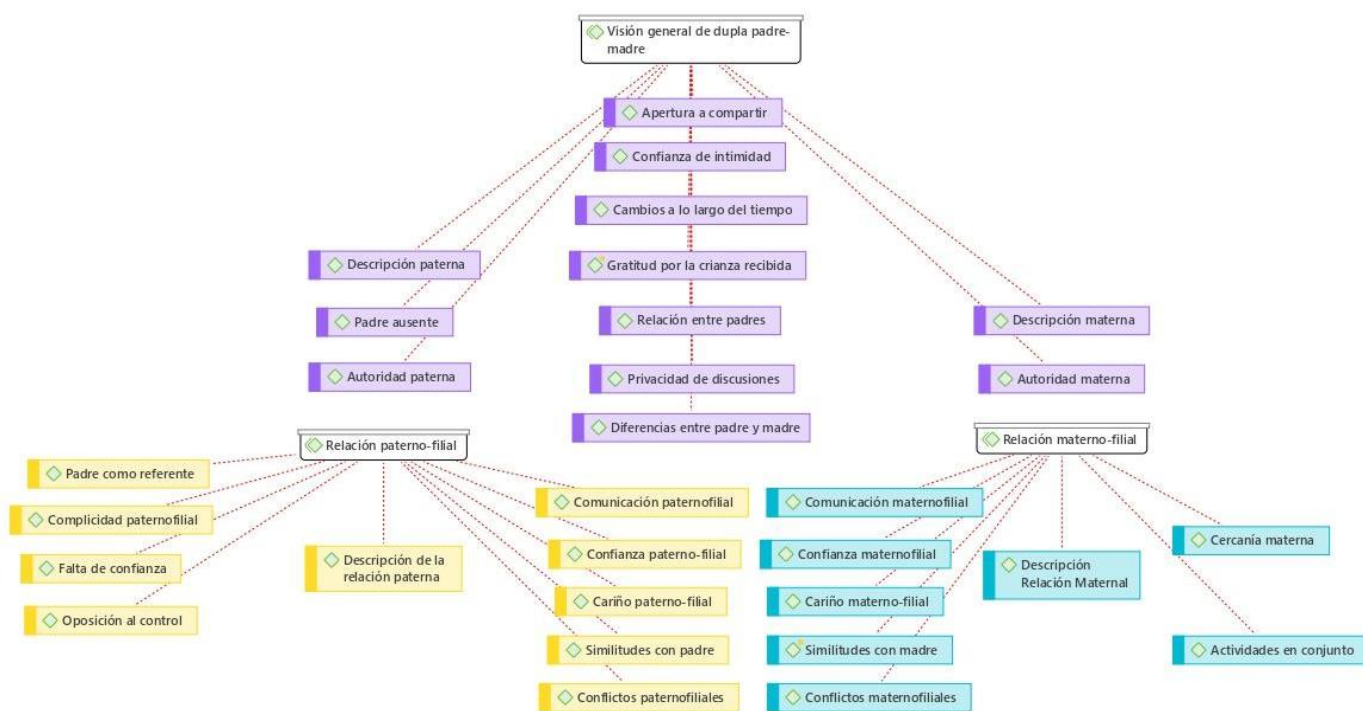 Visión general de dupla padre-
madre
Apertura a compartir
Confianza de intimidad
Cambios a lo largo del tiempo
Descripción paterna
Gratitud por la crianza recibida
Padre ausente
Relación entre padres
Descripción materna
Autoridad paterna
Privacidad de discusiones
Autoridad materna
Diferencias entre padre y madre
Relación paterno-filial
Relación materno-filial
Padre como referente
Complicidad paternofilial
Falta de confianza
Oposición al control
Descripción de la
relación paterna
Comunicación paternofilial
Confianza paterno-filial
Cariño paterno-filial
Similitudes con padre
Conflictos paternofiliales
Comunicación maternofilial
Confianza maternofilial
Cariño materno-filial
Similitudes con madre
Conflictos maternofiliales
Descripción
Relación Maternal
Cercanía materna
Actividades en conjunto